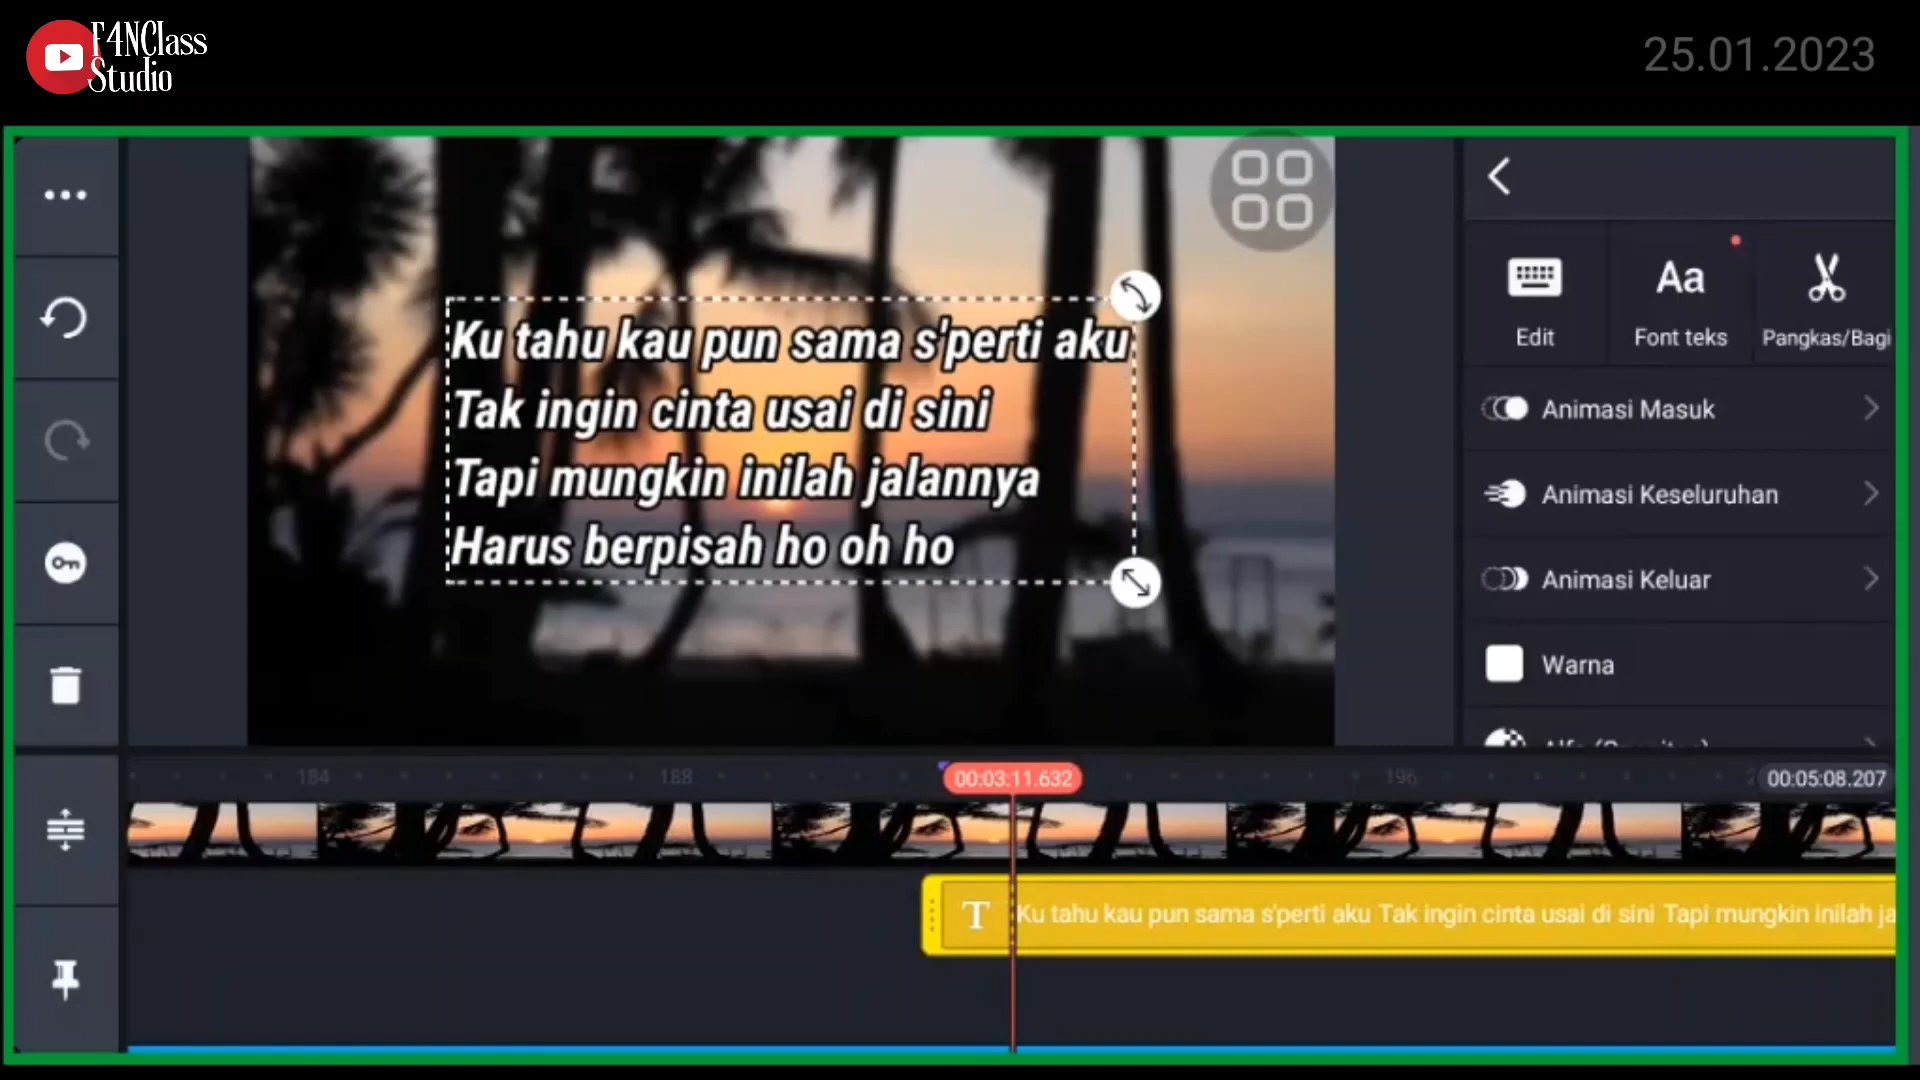 F4NClass
Studio
25.01.2023
Ku tahu kau pun sama s'perti aku
Tak ingin cinta usai di sini
Tapi mungkin inilah jalannya
Harus berpisah ho oh ho
Edit
Aa
Font teks
Pangkas/Bagi
Animasi Masuk
Animasi Keseluruhan
Animasi Keluar
Warna
184
188
00:03:11.632
196
00:05:08.207
T
Ku tahu kau pun sama s'perti aku Tak ingin cinta usai di sini Tapi mungkin inilah ja